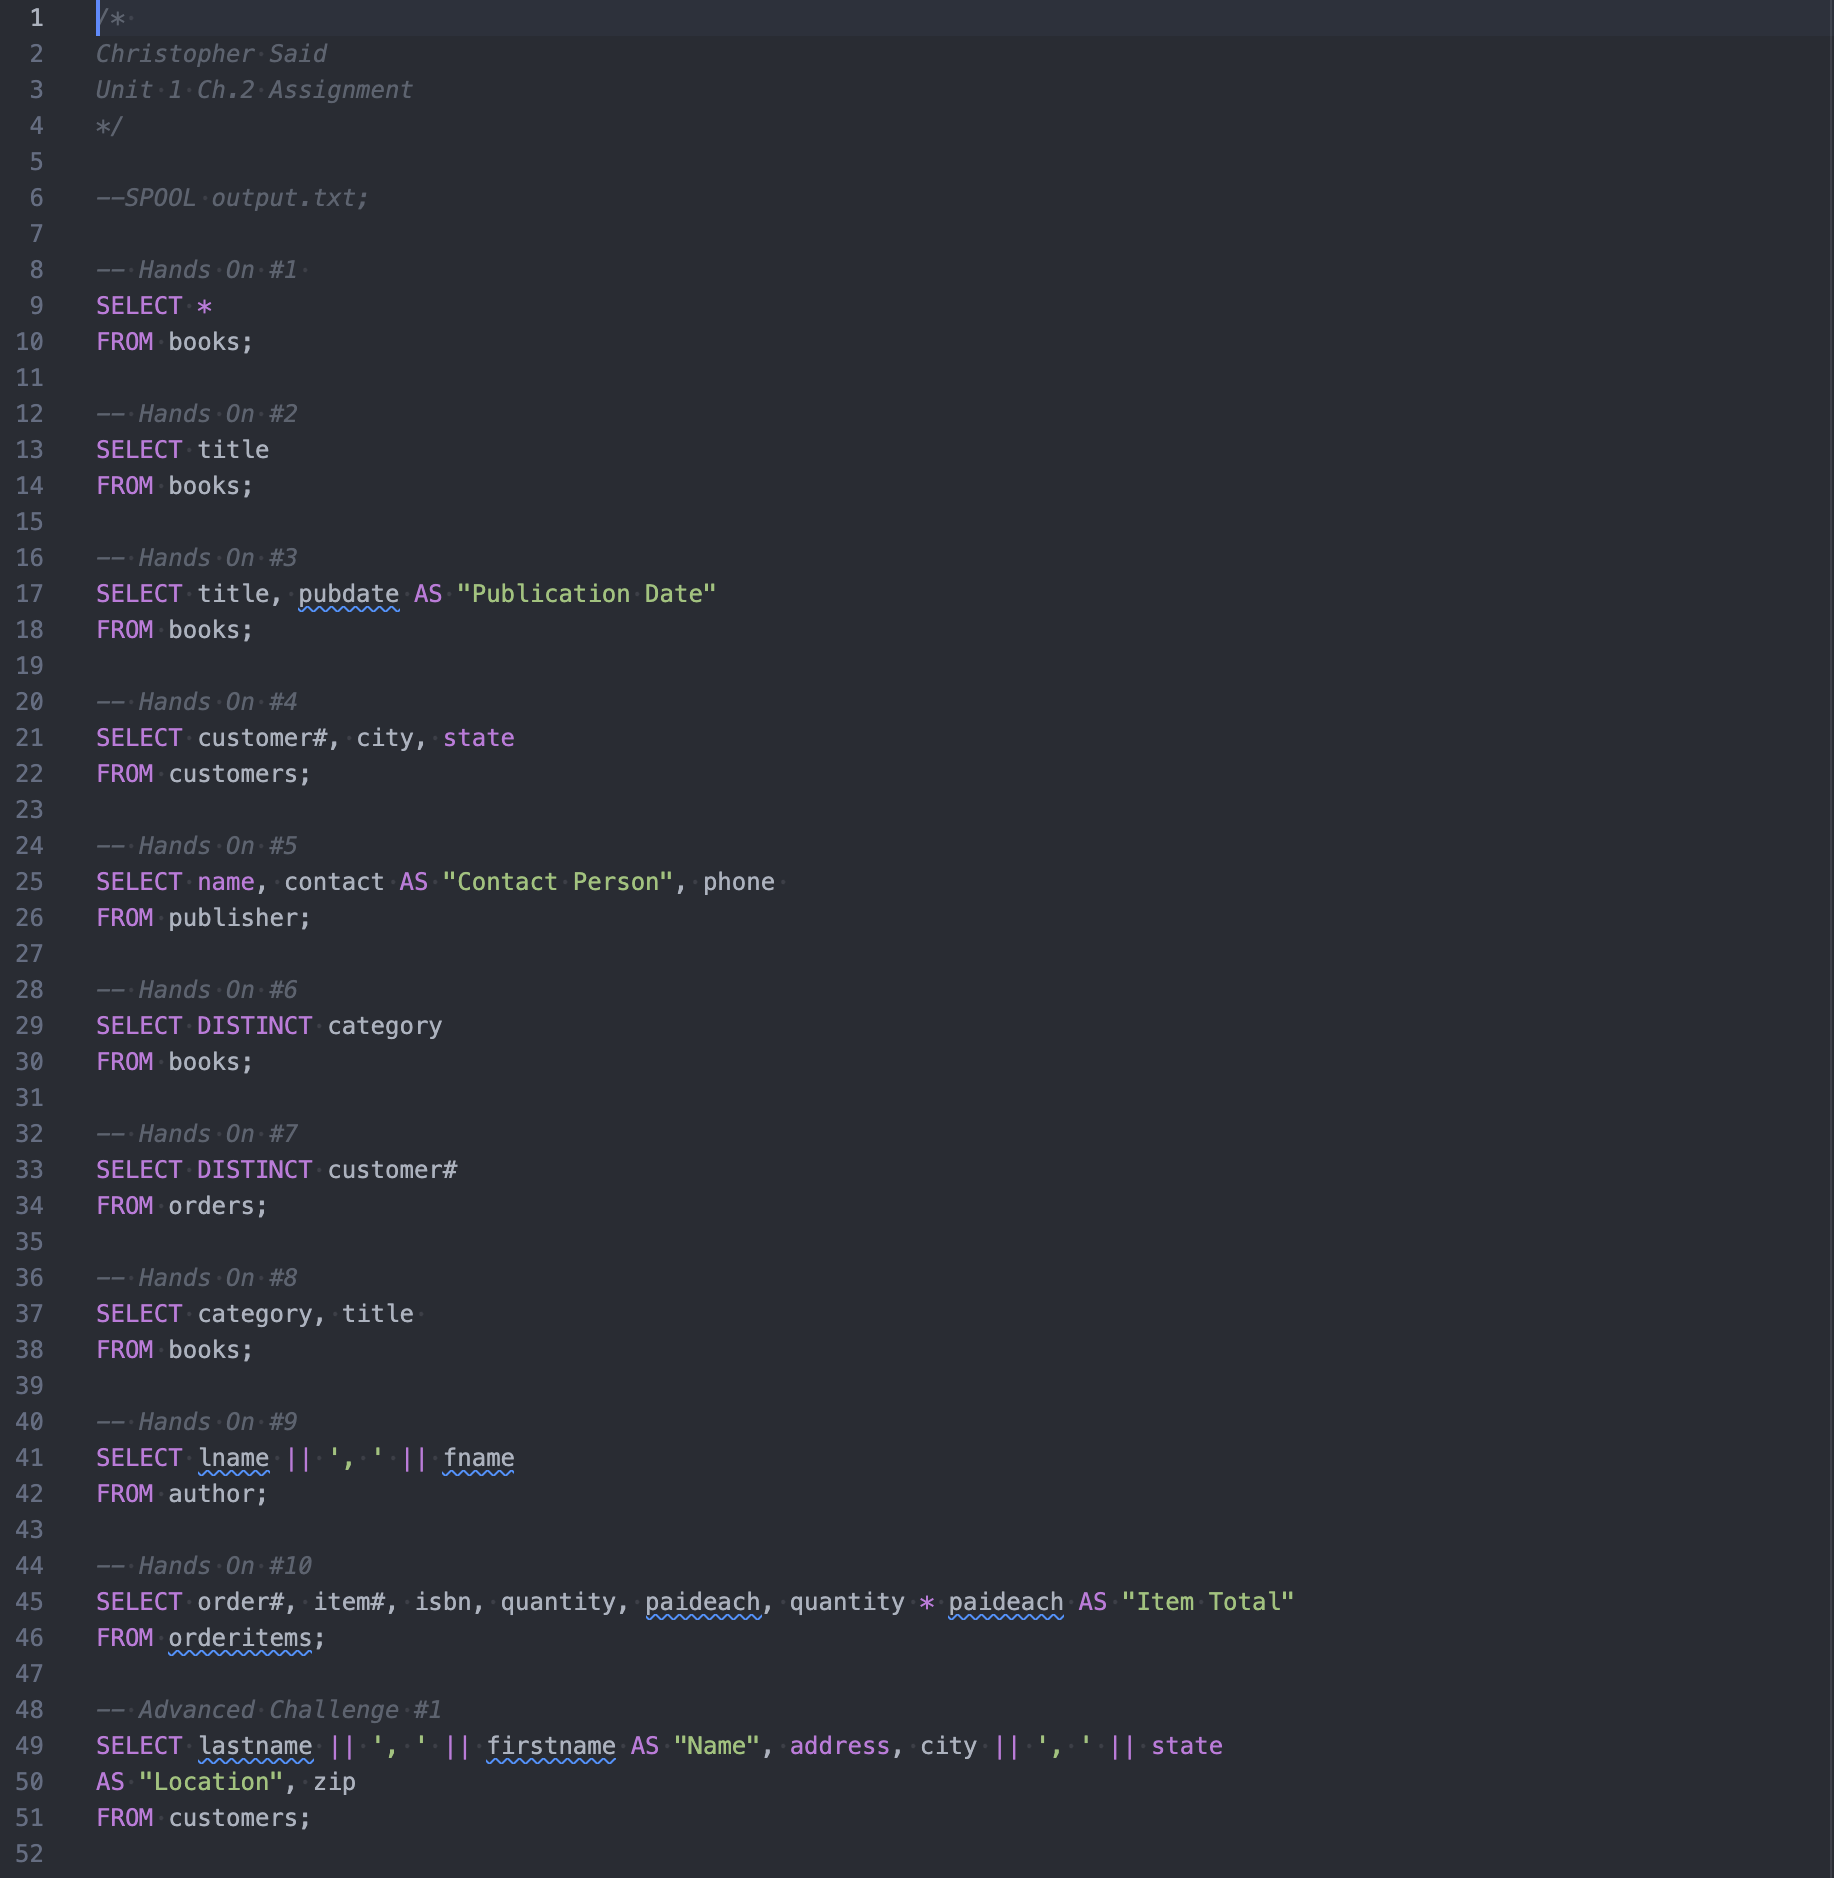 1 /*
2 Christopher Said
3 Unit 1 Ch.2 Assignment
4 */
5
6 --SPOOL output.txt;
7
8 -- Hands On #1
9 SELECT *
10 FROM books;
11
12 -- Hands On #2
13 SELECT title
14 FROM books;
15
16 -- Hands On #3
17 SELECT title, pubdate AS "Publication Date"
18 FROM books;
19
20 -- Hands On #4
21 SELECT customer#, city, state
22 FROM customers;
23
24 -- Hands On #5
25 SELECT name, contact AS "Contact Person", phone
26 FROM publisher;
27
28 -- Hands On #6
29 SELECT DISTINCT category
30 FROM books;
31
32 -- Hands On #7
33 SELECT DISTINCT customer#
34 FROM orders;
35
36 -- Hands On #8
37 SELECT category, title
38 FROM books;
39
40 -- Hands On #9
41 SELECT lname || ', ' || fname
42 FROM author;
43
44 -- Hands On #10
45 SELECT order#, item#, isbn, quantity, paideach, quantity * paideach AS "Item Total"
46 FROM orderitems;
47
48 -- Advanced Challenge #1
49 SELECT lastname || ', ' || firstname AS "Name", address, city || ', ' || state
50 AS "Location", zip
51 FROM customers;
52